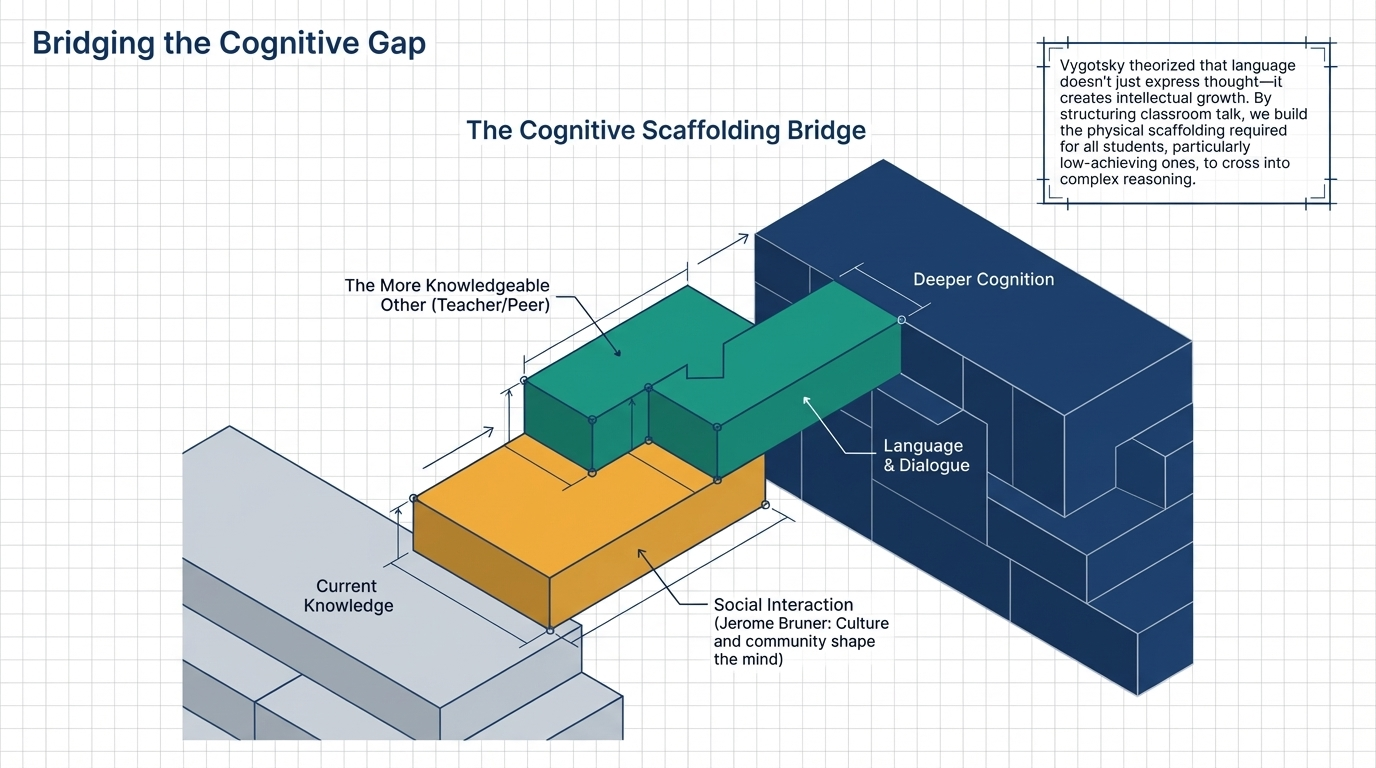 Bridging the Cognitive Gap
Vygotsky theorized that language
doesn't just express thought—it
creates intellectual growth. By
structuring classroom talk, we build
the physical scaffolding required
for all students, particularly
low-achieving ones, to cross into
complex reasoning.
The Cognitive Scaffolding Bridge
The More Knowledgeable
Other (Teacher/Peer)
Deeper Cognition
Language
& Dialogue
Current
Knowledge
Social Interaction
(Jerome Bruner: Culture
and community shape
the mind)